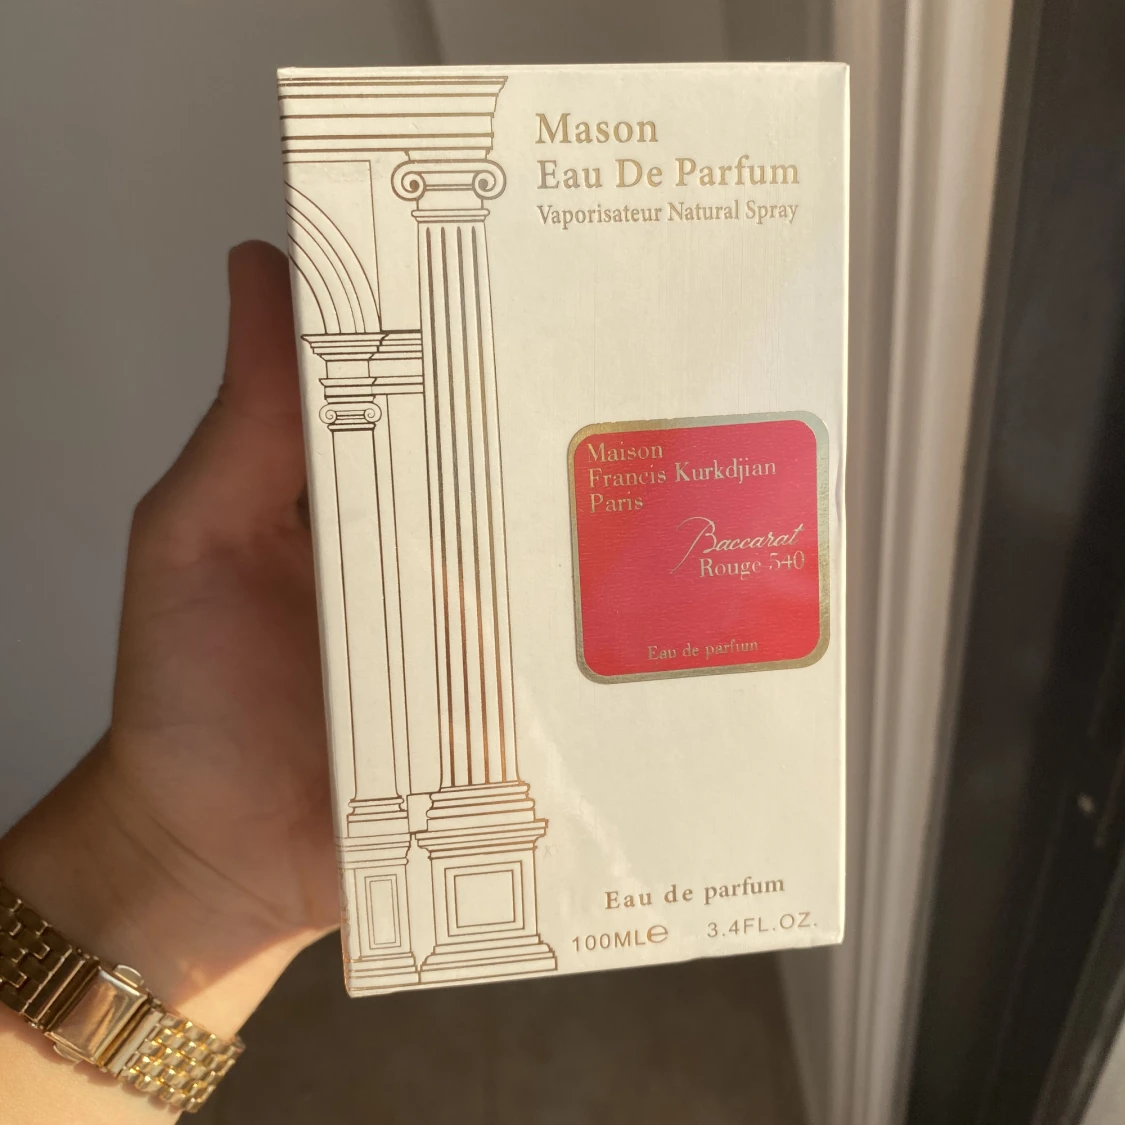 Mason
Eau De Parfum
Vaporisateur Natural Spray
Maison
Francis Kurkdjian
Paris
Baccarat
Rouge 540
Eau de parfum
Eau de parfum
100MLe 3.4FL.OZ.